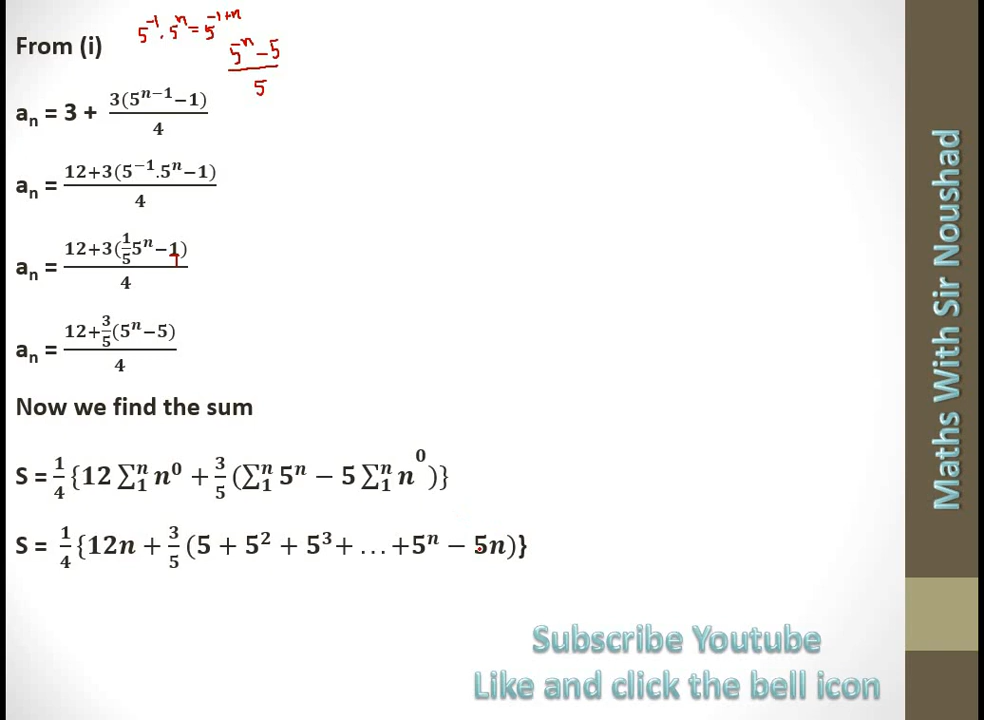 5⁻¹ . 5ⁿ = 5⁻¹⁺ⁿ
From (i)
5ⁿ − 5 / 5
aₙ = 3 + 3(5ⁿ⁻¹−1) / 4
aₙ = 12+3(5⁻¹.5ⁿ−1) / 4
aₙ = 12+3(1/5 5ⁿ−1) / 4
aₙ = 12+3/5(5ⁿ−5) / 4
Now we find the sum
S = 1/4 {12 ∑₁ⁿ n⁰ + 3/5 (∑₁ⁿ 5ⁿ − 5 ∑₁ⁿ n⁰)}
S = 1/4 {12n + 3/5 (5 + 5² + 5³+ …+5ⁿ − 5n)}
Maths With Sir Noushad
Subscribe Youtube
Like and click the bell icon